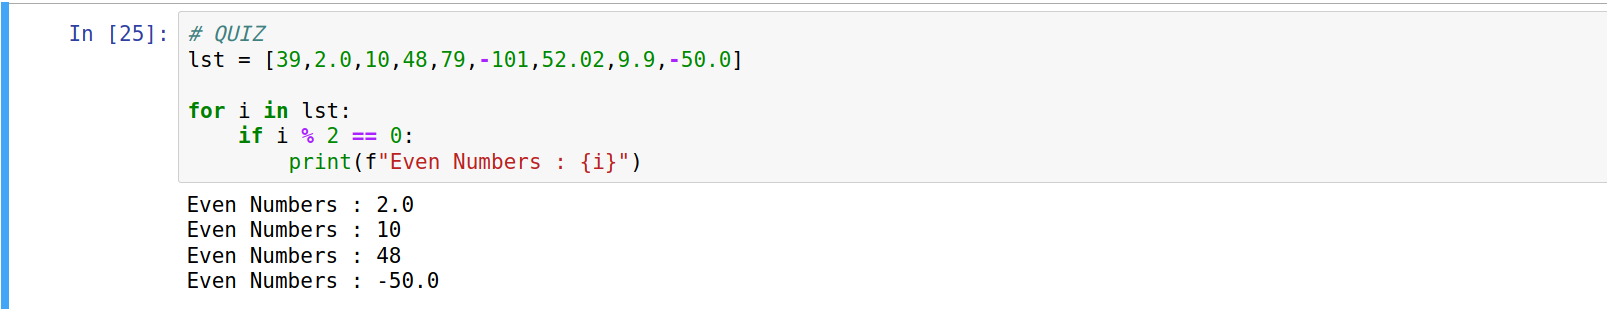 In [25]: # QUIZ
lst = [39,2.0,10,48,79,-101,52.02,9.9,-50.0]
for i in lst:
    if i % 2 == 0:
        print(f"Even Numbers : {i}")
Even Numbers : 2.0
Even Numbers : 10
Even Numbers : 48
Even Numbers : -50.0